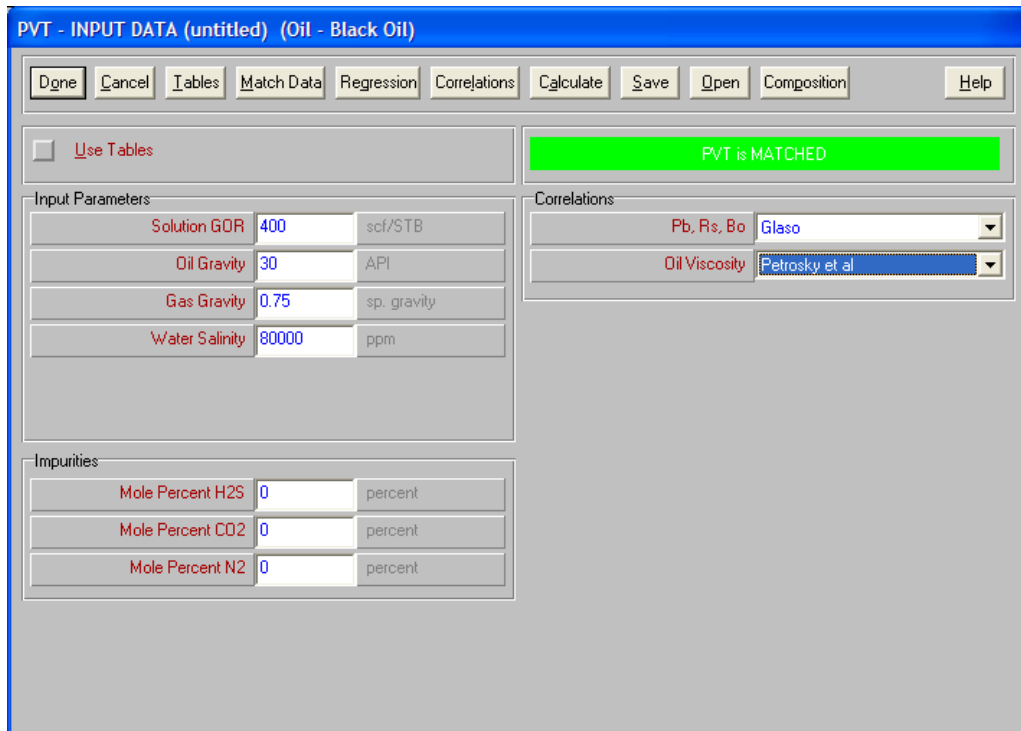 PVT - INPUT DATA (untitled) (Oil - Black Oil)
Done Cancel Tables Match Data Regression Correlations Calculate Save Open Composition Help
Use Tables
PVT is MATCHED
Input Parameters
Solution GOR 400 scf/STB
Oil Gravity 30 API
Gas Gravity 0.75 sp. gravity
Water Salinity 80000 ppm
Correlations
Pb, Rs, Bo Glaso
Oil Viscosity Petrosky et al
Impurities
Mole Percent H2S 0 percent
Mole Percent CO2 0 percent
Mole Percent N2 0 percent